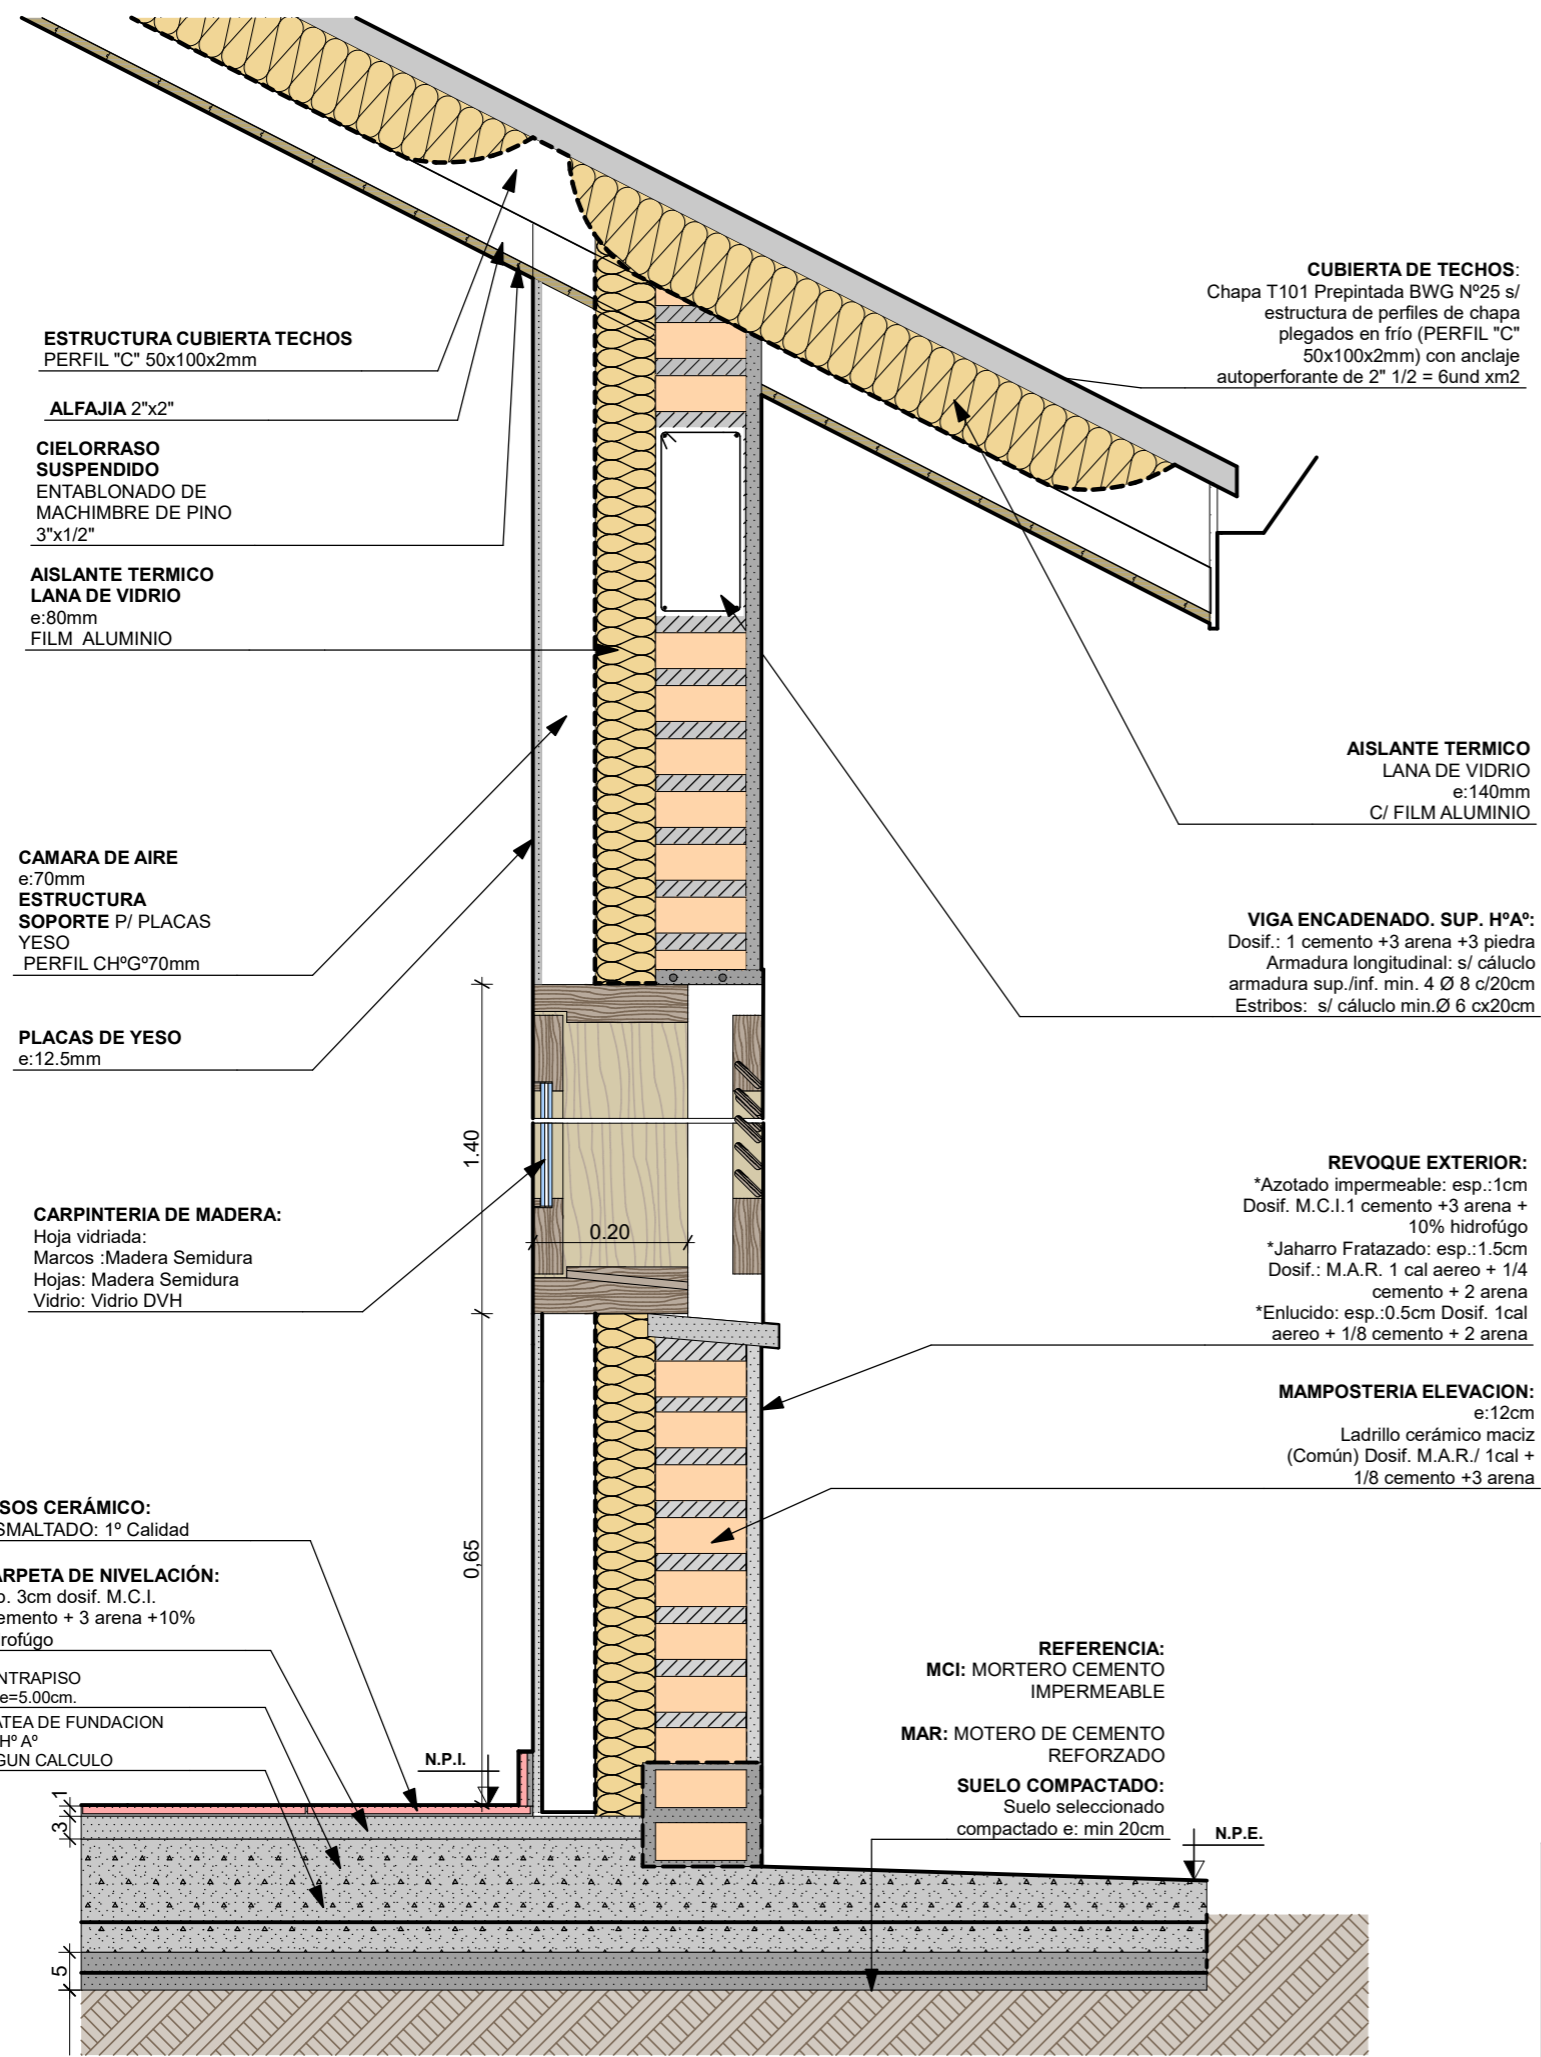 ESTRUCTURA CUBIERTA TECHOS
PERFIL "C" 50x100x2mm
ALFAJIA 2"x2"
CIELORRASO
SUSPENDIDO
ENTABLONADO DE
MACHIMBRE DE PINO
3"x1/2"
AISLANTE TERMICO
LANA DE VIDRIO
e:80mm
FILM ALUMINIO
CAMARA DE AIRE
e:70mm
ESTRUCTURA
SOPORTE P/ PLACAS
YESO
PERFIL CHºGº70mm
PLACAS DE YESO
e:12.5mm
CARPINTERIA DE MADERA:
Hoja vidriada:
Marcos :Madera Semidura
Hojas: Madera Semidura
Vidrio: Vidrio DVH
SOS CERÁMICO:
SMALTADO: 1º Calidad
ARPETA DE NIVELACIÓN:
p. 3cm dosif. M.C.I.
emento + 3 arena +10%
rofúgo
NTRAPISO
e=5.00cm.
ATEA DE FUNDACION
Hº Aº
GUN CALCULO
1
3
5
N.P.I.
1.40
0.20
0,65
CUBIERTA DE TECHOS:
Chapa T101 Prepintada BWG Nº25 s/
estructura de perfiles de chapa
plegados en frío (PERFIL "C"
50x100x2mm) con anclaje
autoperforante de 2" 1/2 = 6und xm2
AISLANTE TERMICO
LANA DE VIDRIO
e:140mm
C/ FILM ALUMINIO
VIGA ENCADENADO. SUP. HºAº:
Dosif.: 1 cemento +3 arena +3 piedra
Armadura longitudinal: s/ cáluclo
armadura sup./inf. min. 4 Ø 8 c/20cm
Estribos: s/ cáluclo min.Ø 6 cx20cm
REVOQUE EXTERIOR:
*Azotado impermeable: esp.:1cm
Dosif. M.C.I.1 cemento +3 arena +
10% hidrofúgo
*Jaharro Fratazado: esp.:1.5cm
Dosif.: M.A.R. 1 cal aereo + 1/4
cemento + 2 arena
*Enlucido: esp.:0.5cm Dosif. 1cal
aereo + 1/8 cemento + 2 arena
MAMPOSTERIA ELEVACION:
e:12cm
Ladrillo cerámico maciz
(Común) Dosif. M.A.R./ 1cal +
1/8 cemento +3 arena
REFERENCIA:
MCI: MORTERO CEMENTO
IMPERMEABLE
MAR: MOTERO DE CEMENTO
REFORZADO
SUELO COMPACTADO:
Suelo seleccionado
compactado e: min 20cm
N.P.E.